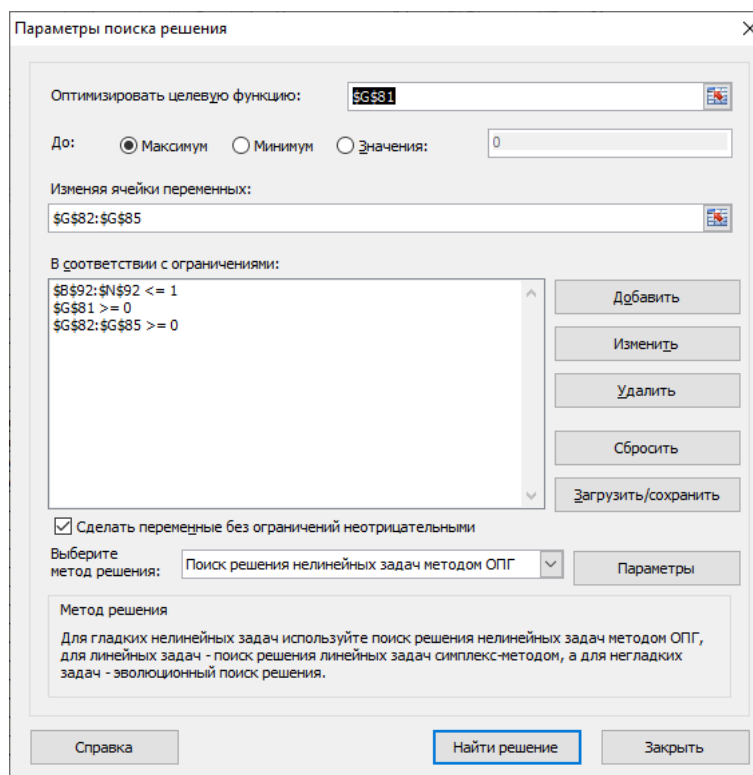 Параметры поиска решения
Оптимизировать целевую функцию: $G$81
До: Максимум Минимум Значения: 0
Изменяя ячейки переменных:
$G$82:$G$85
В соответствии с ограничениями:
$B$92:$N$92 <= 1
$G$81 >= 0
$G$82:$G$85 >= 0
Добавить
Изменить
Удалить
Сбросить
Загрузить/сохранить
Сделать переменные без ограничений неотрицательными
Выберите
метод решения:
Поиск решения нелинейных задач методом ОПГ
Параметры
Метод решения
Для гладких нелинейных задач используйте поиск решения нелинейных задач методом ОПГ,
для линейных задач - поиск решения линейных задач симплекс-методом, а для негладких
задач - эволюционный поиск решения.
Справка
Найти решение
Закрыть